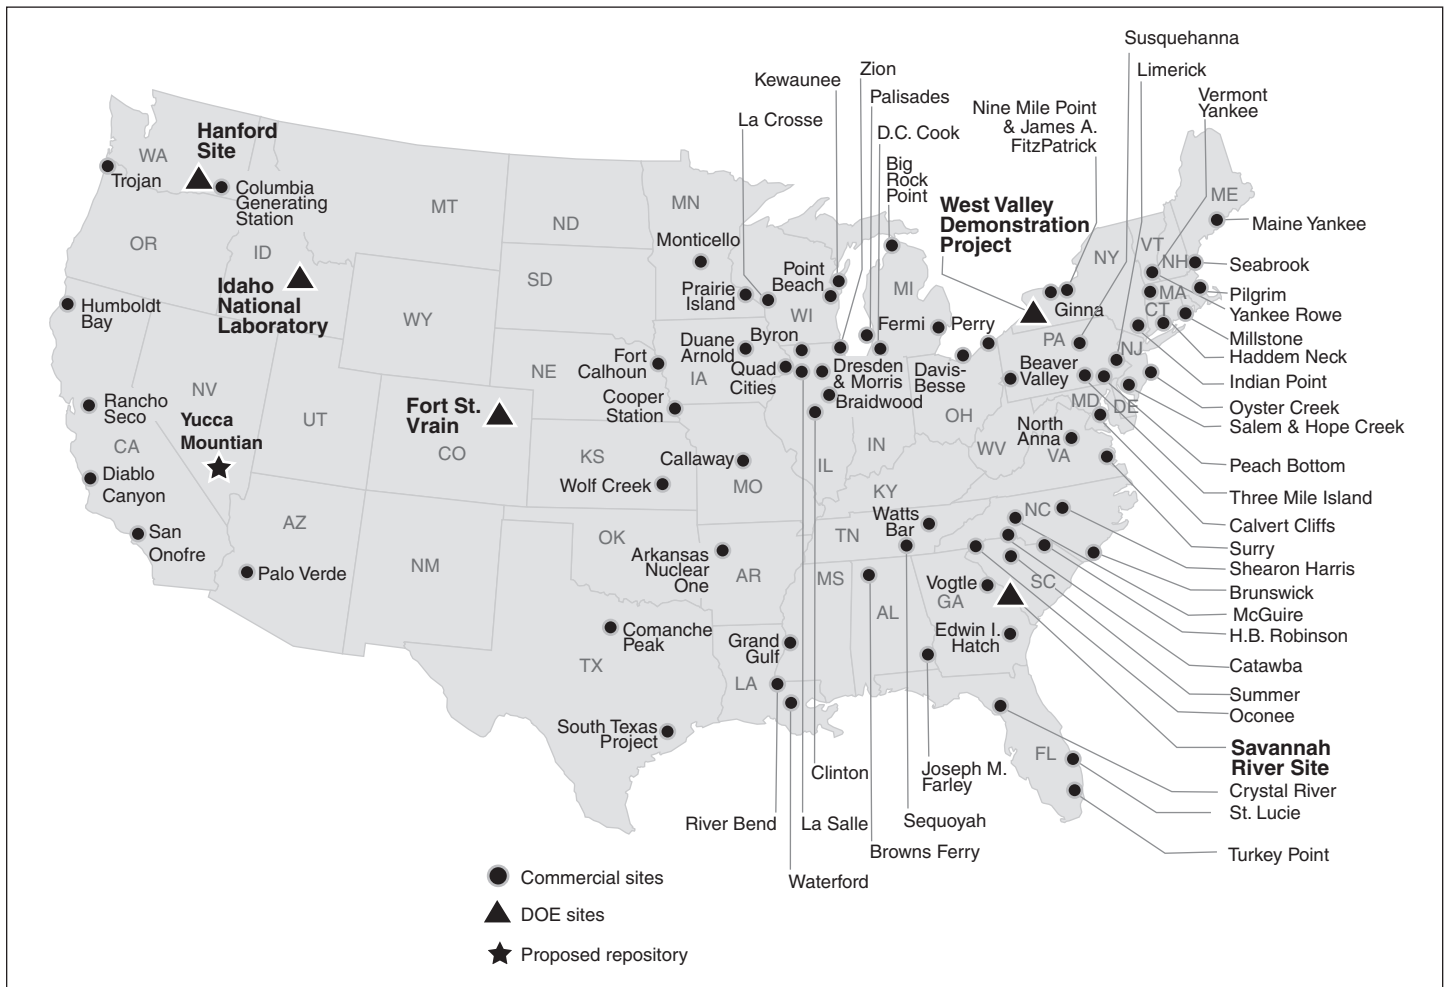 Susquehanna
Limerick
Vermont
Yankee
Zion
Kewaunee
Palisades
La Crosse
D.C. Cook
Nine Mile Point
& James A.
FitzPatrick
Big
Rock
Point
West Valley
Demonstration
Project
Hanford
Site
WA
Trojan
Columbia
Generating
Station
MT
ND
MN
ME
Maine Yankee
OR
ID
Monticello
NY
VT
NH
Seabrook
Idaho
National
Laboratory
SD
Point
Beach
MI
Prairie
Island
WI
MA
Pilgrim
Humboldt
Bay
WY
Ginna
CT
Yankee Rowe
Fermi
Perry
Millstone
Duane
Arnold
Byron
PA
NJ
Haddem Neck
Fort
Calhoun
NE
IA
Quad
Cities
Dresden
& Morris
Davis-
Besse
Beaver
Valley
Indian Point
NV
Rancho
Seco
Cooper
Station
Braidwood
MD
DE
Oyster Creek
Yucca
Mountian
UT
Fort St.
Vrain
OH
Salem & Hope Creek
North
Anna
CA
CO
KS
Callaway
IL
IN
WV
VA
Peach Bottom
Diablo
Canyon
Wolf Creek
MO
KY
Three Mile Island
AZ
Watts
Bar
NC
Calvert Cliffs
San
Onofre
OK
TN
Surry
NM
Arkansas
Nuclear
One
AR
MS
Shearon Harris
Palo Verde
Vogtle
SC
Brunswick
GA
AL
McGuire
Comanche
Peak
Grand
Gulf
Edwin I.
Hatch
H.B. Robinson
TX
LA
Catawba
Summer
Oconee
South Texas
Project
FL
Savannah
River Site
Clinton
Joseph M.
Farley
Crystal River
St. Lucie
River Bend
La Salle
Sequoyah
Browns Ferry
Turkey Point
Waterford
Commercial sites
DOE sites
Proposed repository